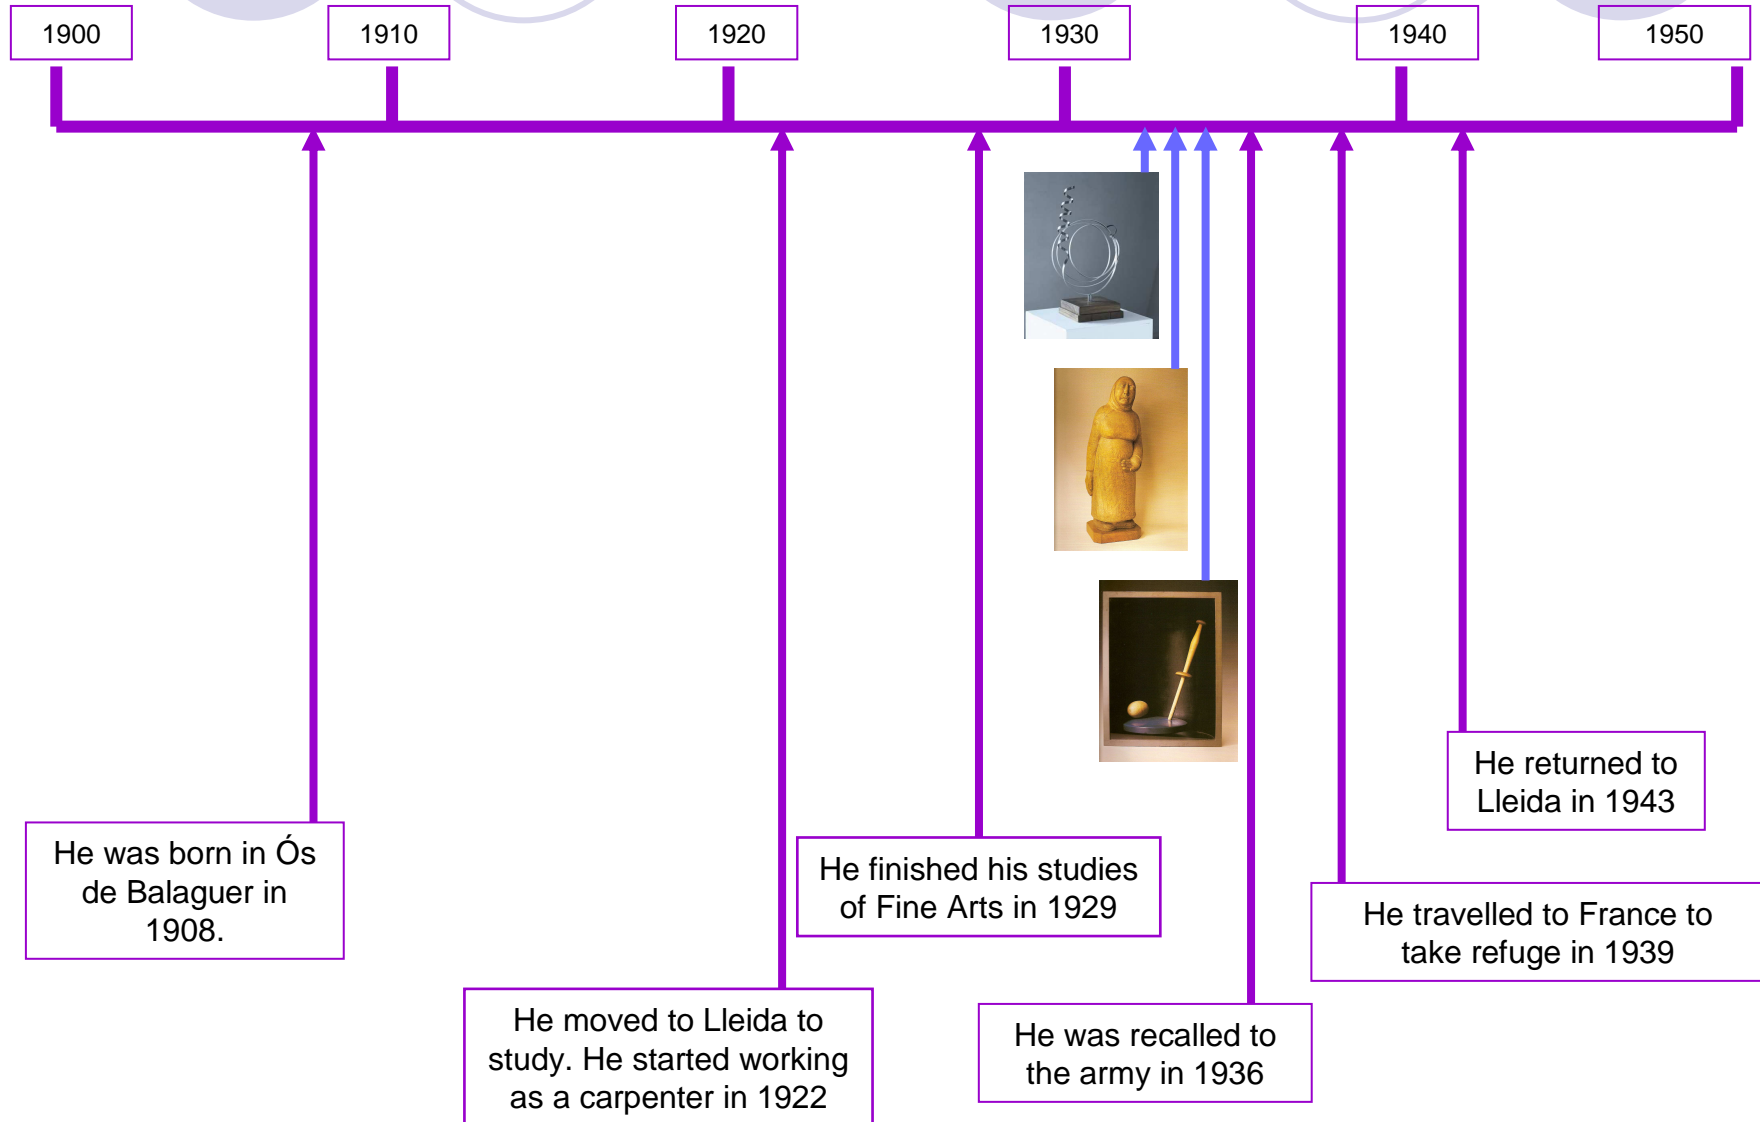 1900
1910
1920
1930
1940
1950
He was born in Ós
de Balaguer in
1908.
He moved to Lleida to
study. He started working
as a carpenter in 1922
He finished his studies
of Fine Arts in 1929
He was recalled to
the army in 1936
He travelled to France to
take refuge in 1939
He returned to
Lleida in 1943